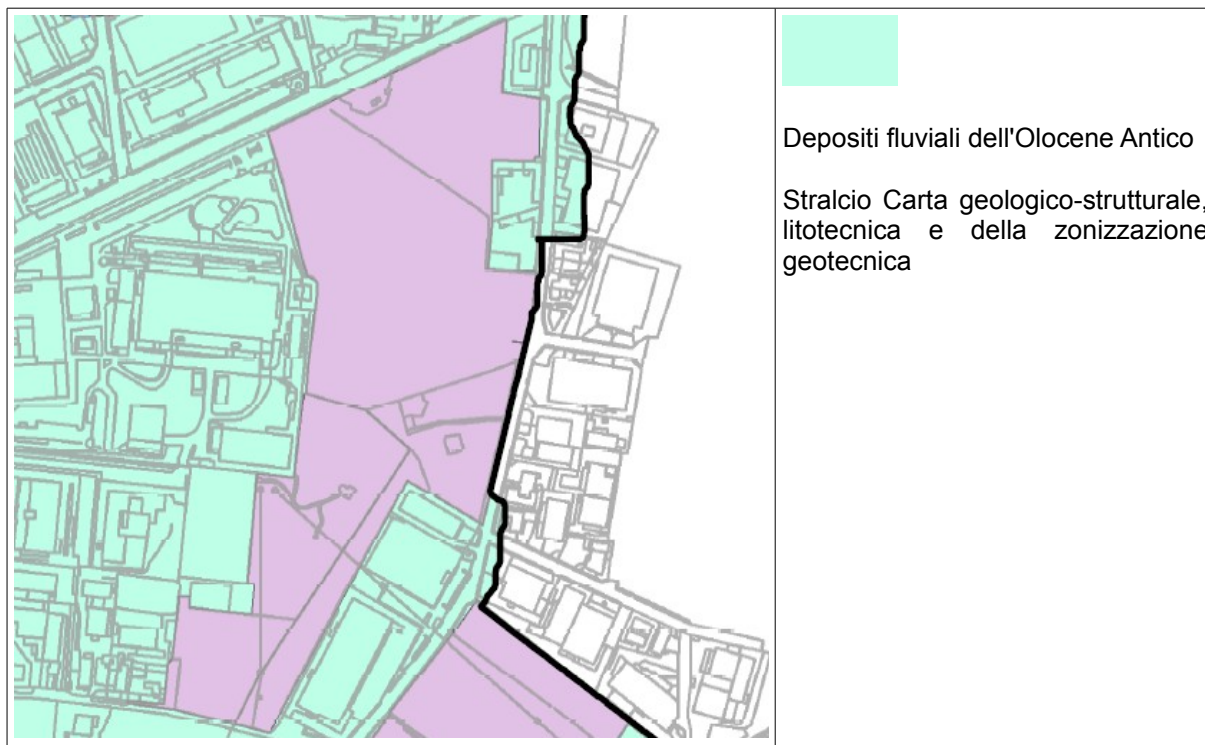 Depositi fluviali dell'Olocene Antico
Stralcio Carta geologico-strutturale,
litotecnica e della zonizzazione
geotecnica